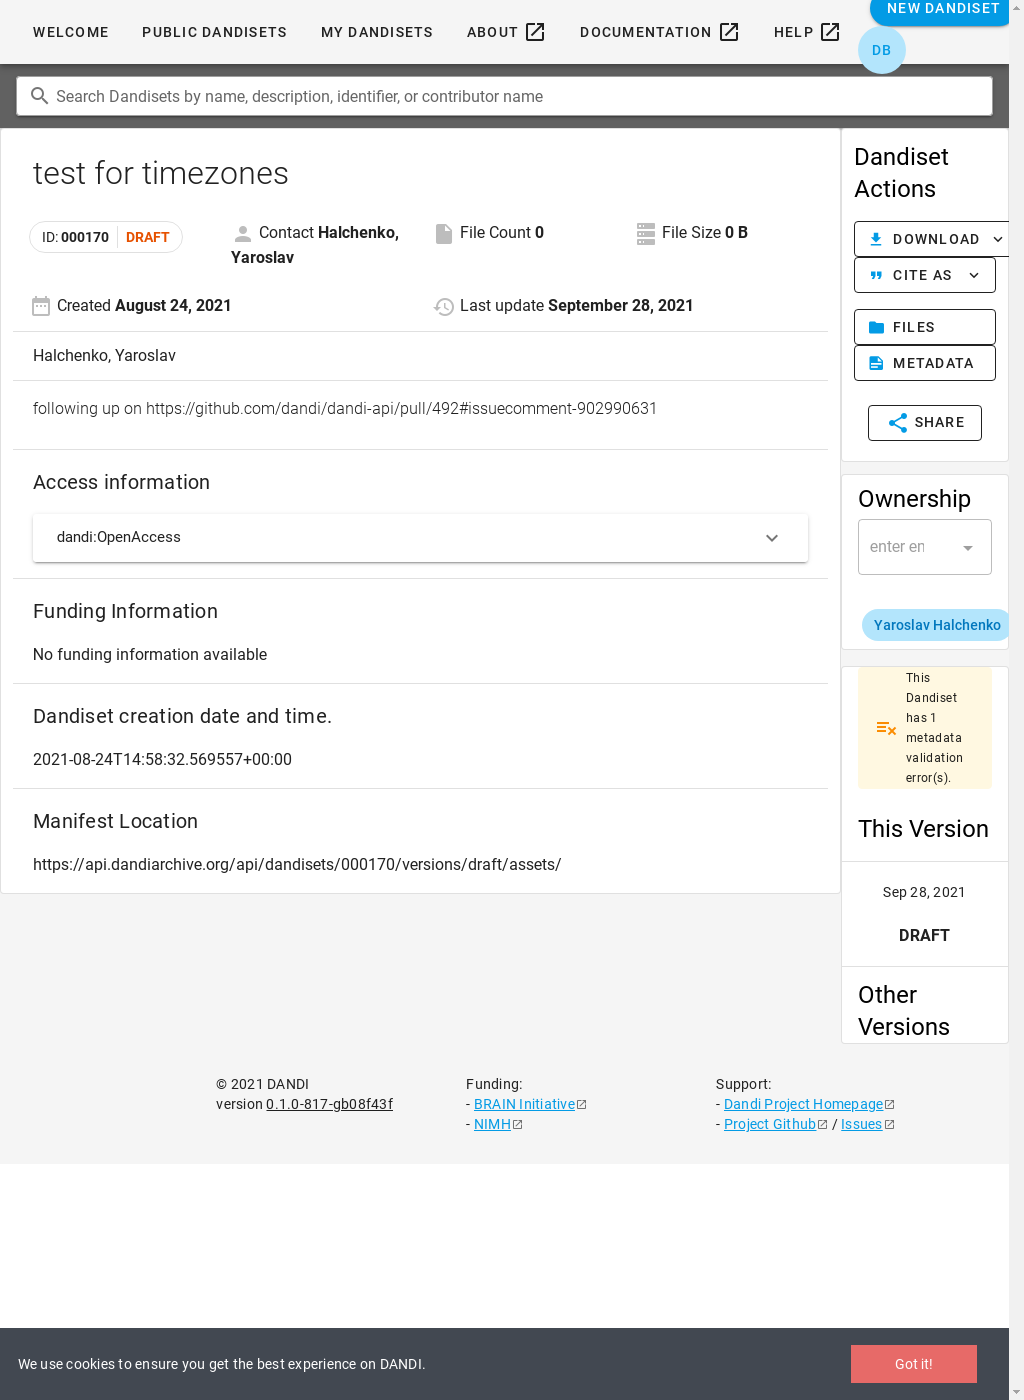 WELCOME PUBLIC DANDISETS MY DANDISETS ABOUT DOCUMENTATION HELP NEW DANDISET
DB
Search Dandisets by name, description, identifier, or contributor name
test for timezones
ID: 000170 DRAFT
Contact Halchenko, Yaroslav
File Count 0
File Size 0 B
Created August 24, 2021
Last update September 28, 2021
Halchenko, Yaroslav
following up on https://github.com/dandi/dandi-api/pull/492#issuecomment-902990631
Access information
dandi:OpenAccess
Funding Information
No funding information available
Dandiset creation date and time.
2021-08-24T14:58:32.569557+00:00
Manifest Location
https://api.dandiarchive.org/api/dandisets/000170/versions/draft/assets/
Dandiset
Actions
DOWNLOAD
CITE AS
FILES
METADATA
SHARE
Ownership
enter en
Yaroslav Halchenko
This
Dandiset
has 1
metadata
validation
error(s).
This Version
Sep 28, 2021
DRAFT
Other
Versions
© 2021 DANDI
version 0.1.0-817-gb08f43f
Funding:
- BRAIN Initiative
- NIMH
Support:
- Dandi Project Homepage
- Project Github / Issues
We use cookies to ensure you get the best experience on DANDI.
Got it!